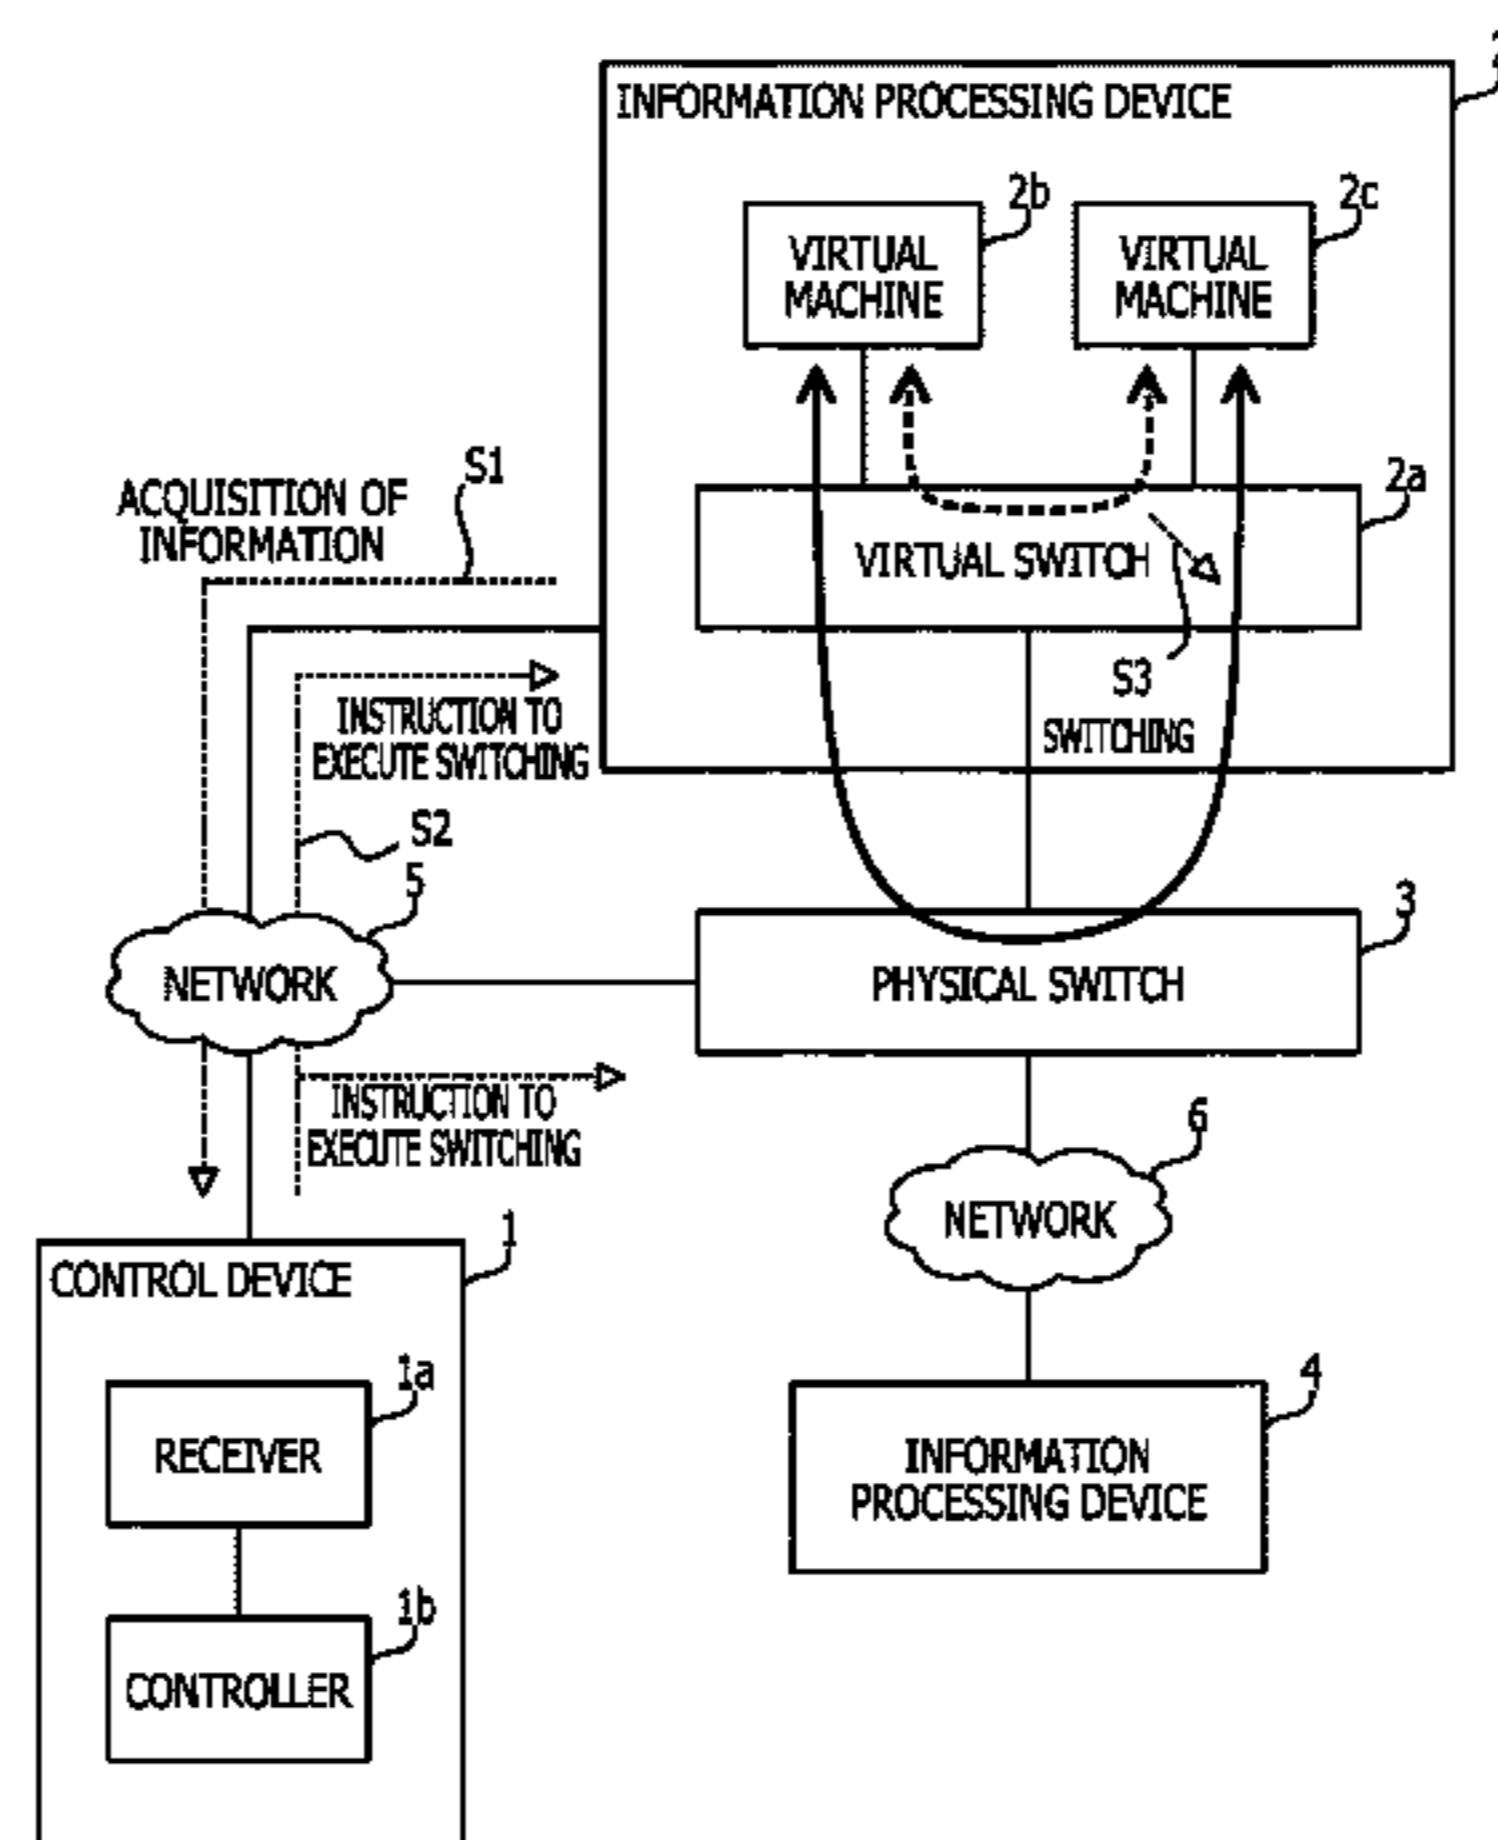 2
INFORMATION PROCESSING DEVICE
2b
2c
VIRTUAL
MACHINE
VIRTUAL
MACHINE
S1
ACQUISITION OF
INFORMATION
2a
VIRTUAL SWITCH
S3
SWITCHING
INSTRUCTION TO
EXECUTE SWITCHING
S2
5
NETWORK
3
PHYSICAL SWITCH
INSTRUCTION TO
EXECUTE SWITCHING
6
NETWORK
1
CONTROL DEVICE
1a
RECEIVER
4
INFORMATION
PROCESSING DEVICE
1b
CONTROLLER